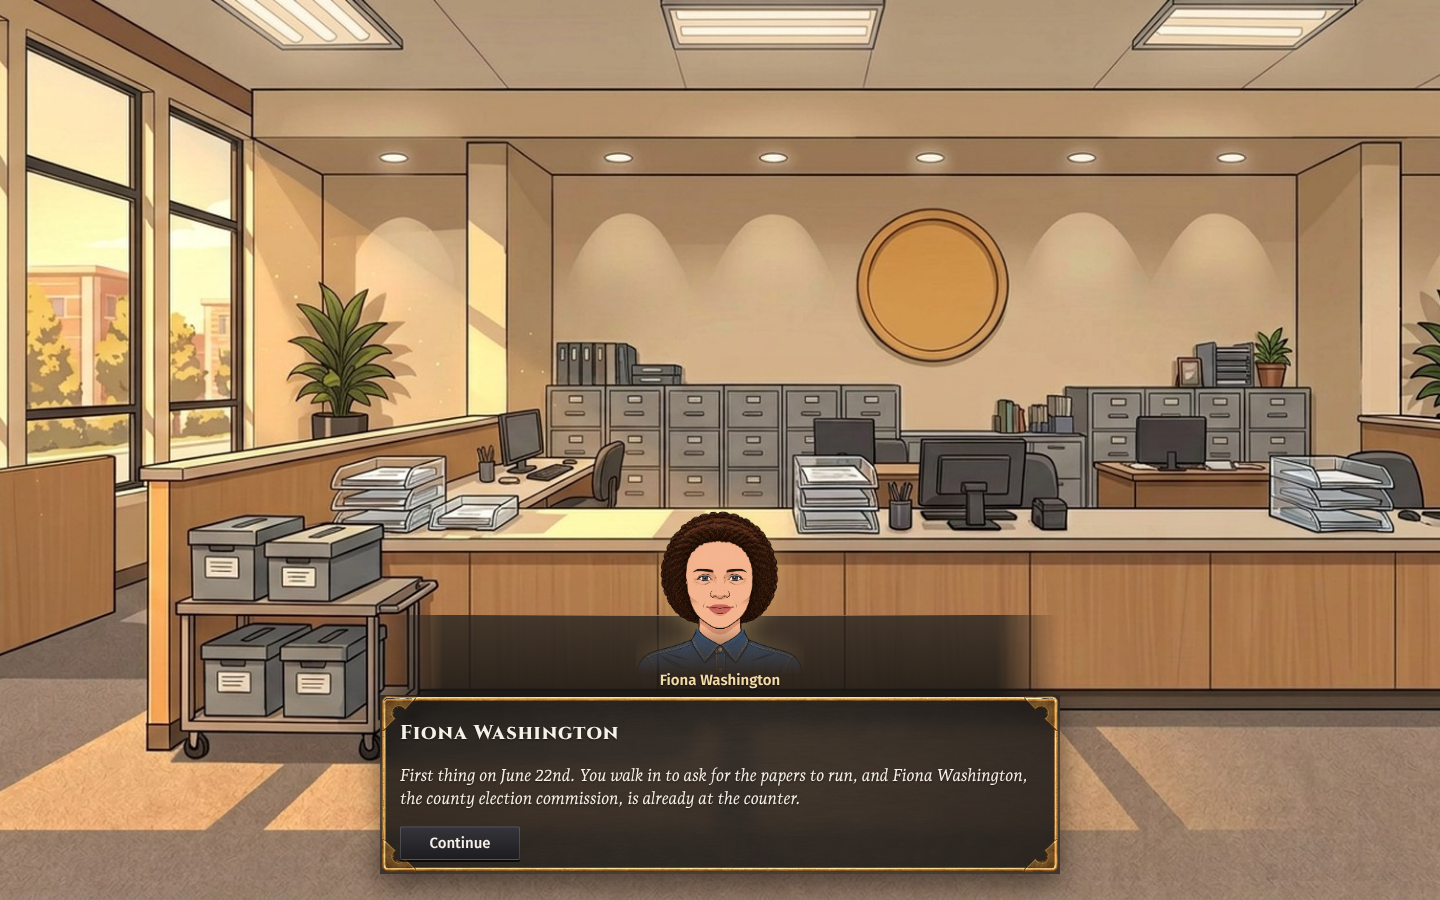 Fiona Washington
Fiona Washington
First thing on June 22nd. You walk in to ask for the papers to run, and Fiona Washington,
the county election commission, is already at the counter.
Continue